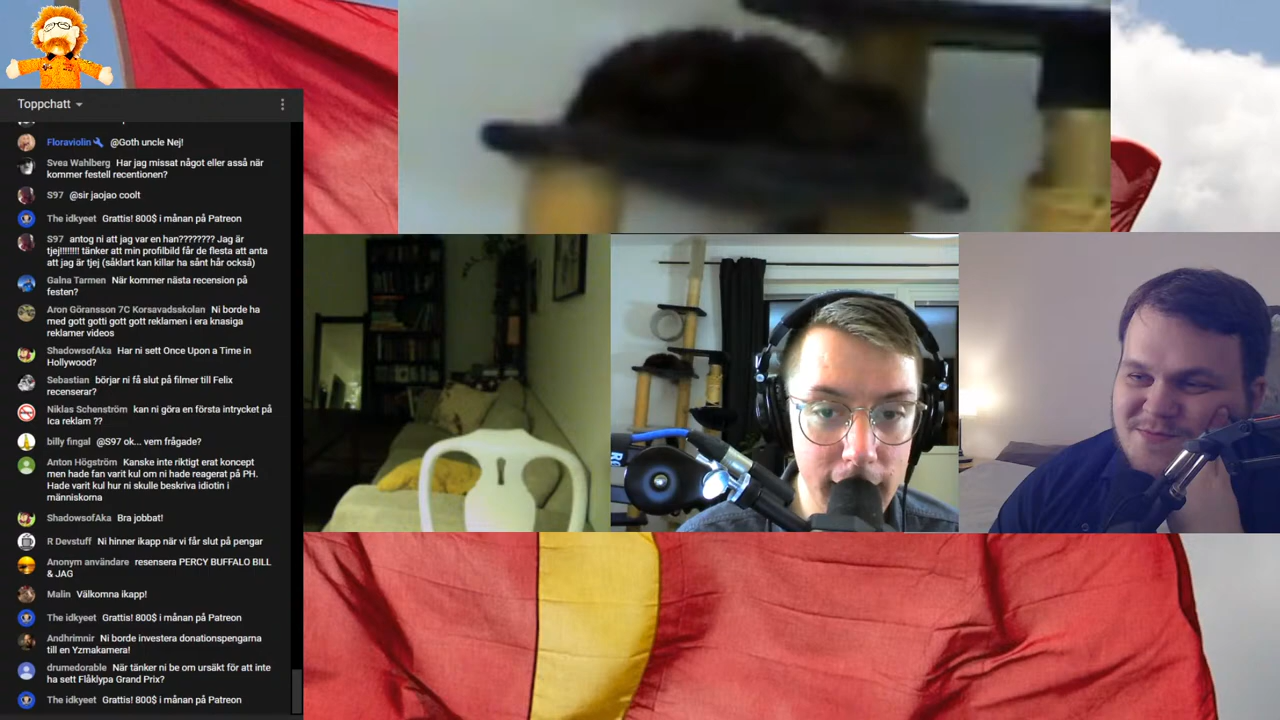 Toppchatt
Floraviolin @Goth uncle Nej!
Svea Wahlberg Har jag missat något eller asså när
kommer festell recentionen?
S97 @sir jaojao coolt
The idkyeet Grattis! 800$ i månan på Patreon
S97 antog ni att jag var en han???????? Jag är
tjej!!!!!!!! tänker att min profilbild får de flesta att anta
att jag är tjej (såklart kan killar ha sånt hår också)
Galna Tarmen När kommer nästa recension på
festen?
Aron Göransson 7C Korsavadsskolan Ni borde ha
med gott gotti gott gott reklamen i era knasiga
reklamer videos
ShadowsofAka Har ni sett Once Upon a Time in
Hollywood?
Sebastian börjar ni få slut på filmer till Felix
recenserar?
Niklas Schenström kan ni göra en första intrycket på
Ica reklam ??
billy fingal @S97 ok... vem frågade?
Anton Högström Kanske inte riktigt erat koncept
men hade fan varit kul om ni hade reagerat på PH.
Hade varit kul hur ni skulle beskriva idiotin i
människorna
ShadowsofAka Bra jobbat!
R Devstuff Ni hinner ikapp när vi får slut på pengar
Anonym användare resensera PERCY BUFFALO BILL
& JAG
Malin Välkomna ikapp!
The idkyeet Grattis! 800$ i månan på Patreon
Andhrimnir Ni borde investera donationspengarna
till en Yzmakamera!
drumedorable När tänker ni be om ursäkt för att inte
ha sett Flåklypa Grand Prix?
The idkyeet Grattis! 800$ i månan på Patreon